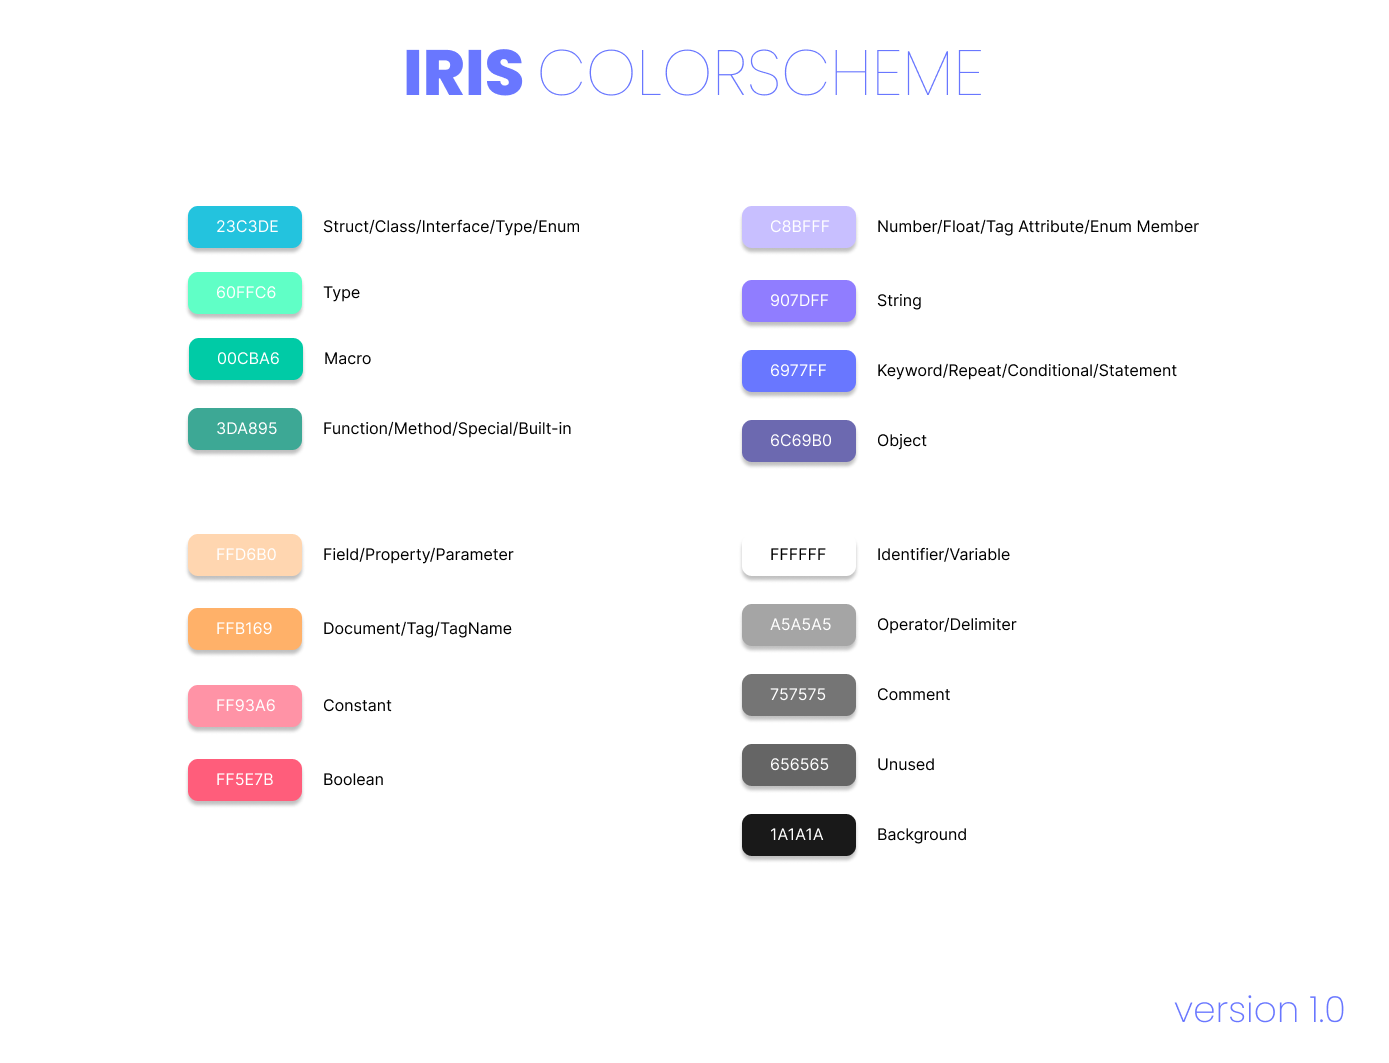 IRIS COLORSCHEME
23C3DE Struct/Class/Interface/Type/Enum
60FFC6 Type
00CBA6 Macro
3DA895 Function/Method/Special/Built-in
C8BFFF Number/Float/Tag Attribute/Enum Member
907DFF String
6977FF Keyword/Repeat/Conditional/Statement
6C69B0 Object
FFD6B0 Field/Property/Parameter
FFB169 Document/Tag/TagName
FF93A6 Constant
FF5E7B Boolean
FFFFFF Identifier/Variable
A5A5A5 Operator/Delimiter
757575 Comment
656565 Unused
1A1A1A Background
version 1.0